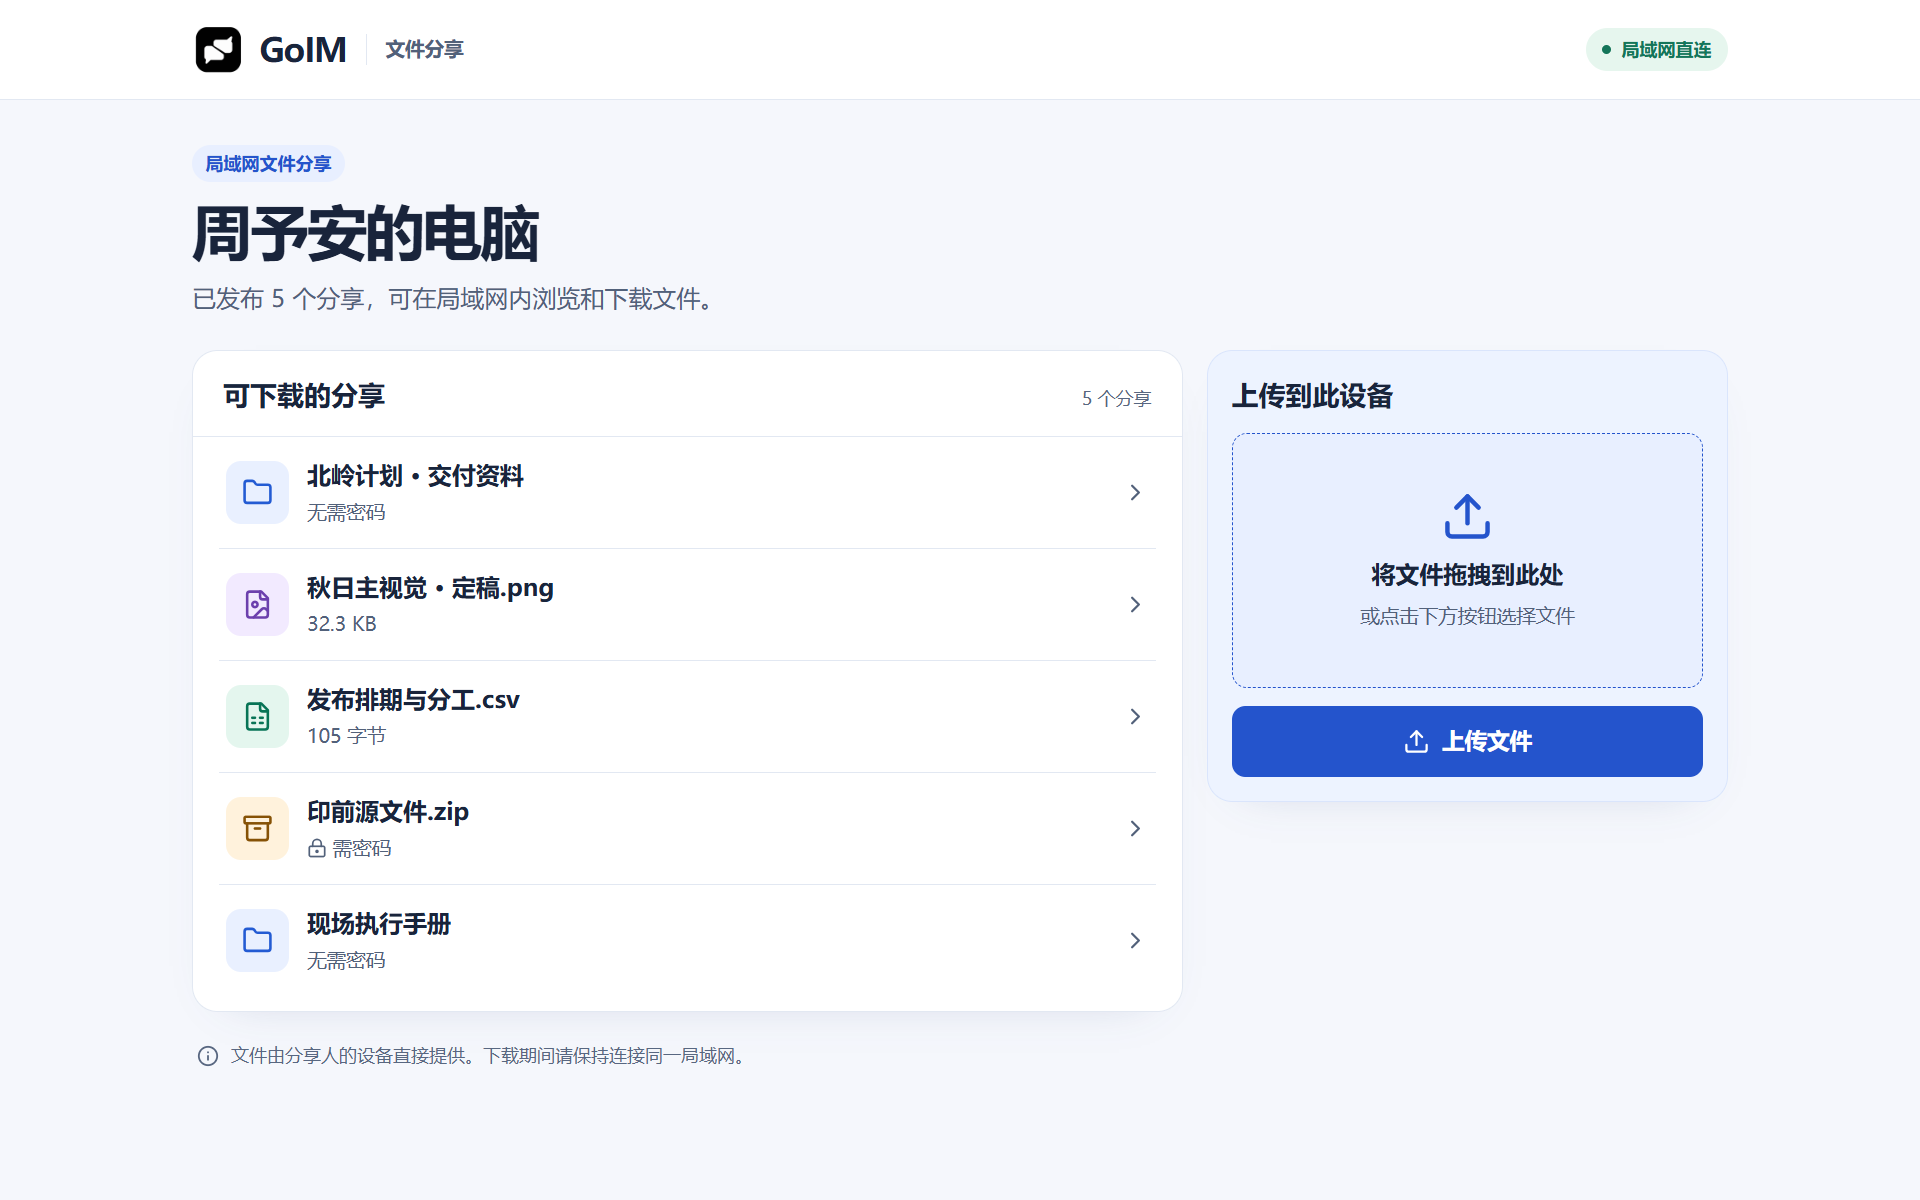 GoIM
文件分享
局域网直连
局域网文件分享
周予安的电脑
已发布 5 个分享，可在局域网内浏览和下载文件。
可下载的分享
5 个分享
北岭计划·交付资料
无需密码
秋日主视觉·定稿.png
32.3 KB
发布排期与分工.csv
105 字节
印前源文件.zip
需密码
现场执行手册
无需密码
上传到此设备
将文件拖拽到此处
或点击下方按钮选择文件
上传文件
文件由分享人的设备直接提供。下载期间请保持连接同一局域网。